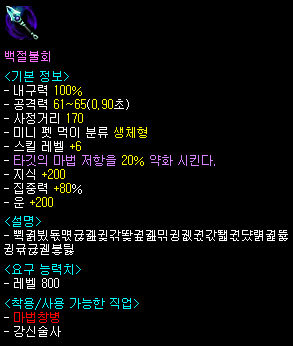 백절불회
<기본 정보>
- 내구력 100%
- 공격력 61~65(0.90초)
- 사정거리 170
- 미니 펫 먹이 분류 생체형
- 스킬 레벨 +6
- 타깃의 마법 저항을 20% 약화 시킨다.
- 지식 +200
- 집중력 +80%
- 운 +200
<설명>
<요구 능력치>
- 레벨 800
<착용/사용 가능한 직업>
- 마법창병
- 강신술사